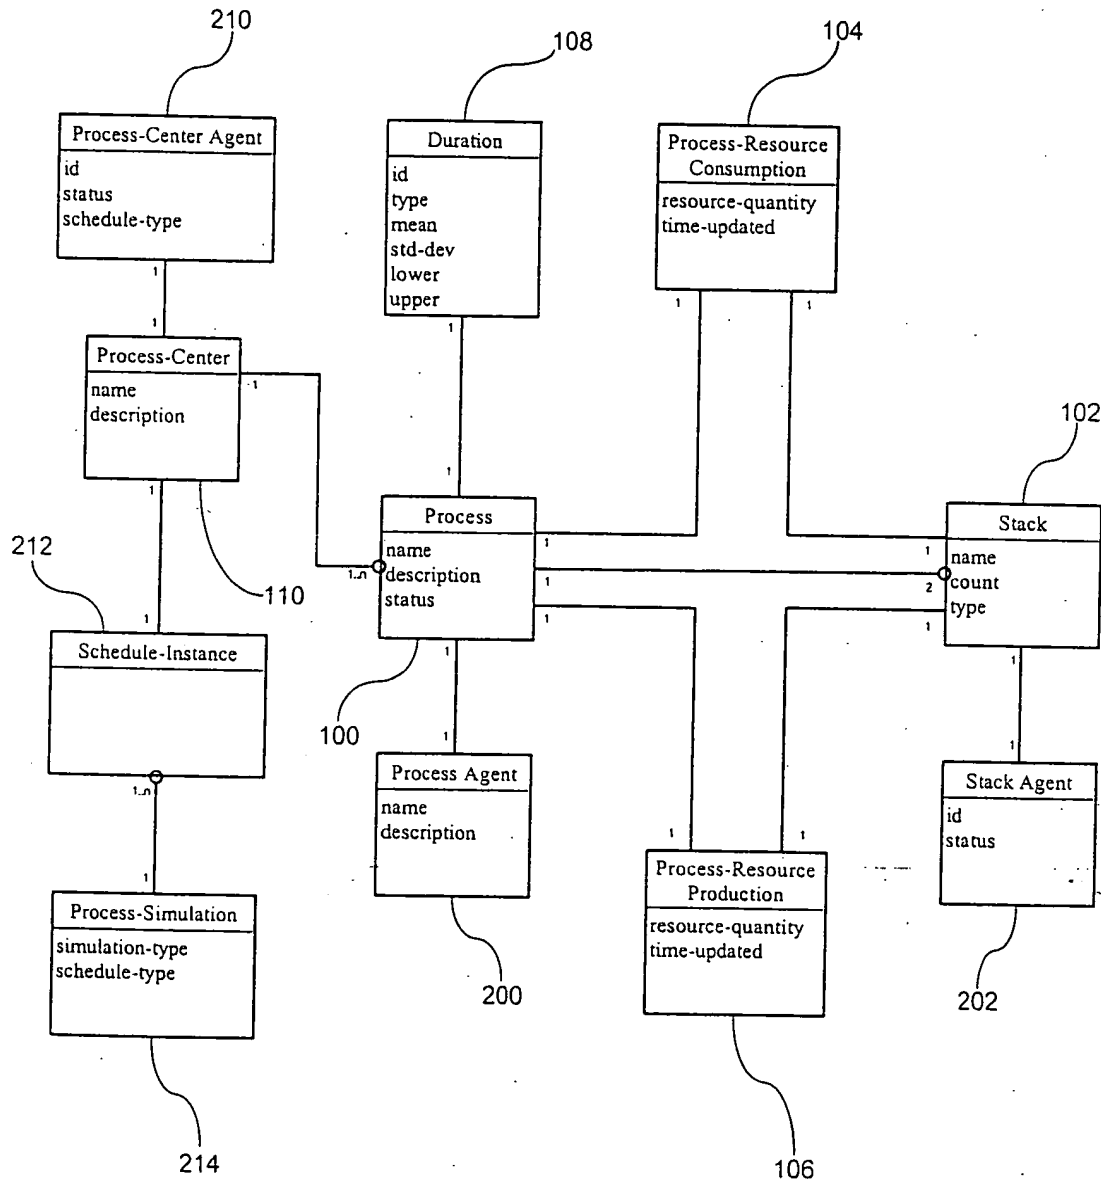 210
108
104
Process-Center Agent
id
status
schedule-type
1
Duration
id
type
mean
std-dev
lower
upper
1
Process-Resource
Consumption
resource-quantity
time-updated
1
1
1
Process-Center
name
description
1
1
102
1
Process
name
description
status
1..n
1
1
1
1
Stack
name
count
type
1
2
1
1
212
110
1
Schedule-Instance
1..n
100
1
Process Agent
name
description
1
Stack Agent
id
status
1
1
Process-Resource
Production
resource-quantity
time-updated
1
Process-Simulation
simulation-type
schedule-type
200
202
214
106